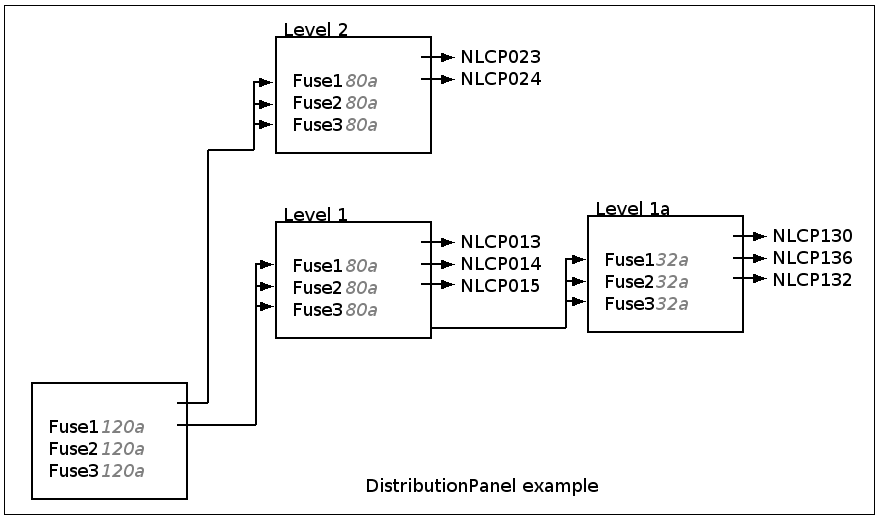 Level 2
NLCP023
NLCP024
Fuse1 80a
Fuse2 80a
Fuse3 80a
Level 1
NLCP013
NLCP014
NLCP015
Fuse1 80a
Fuse2 80a
Fuse3 80a
Level 1a
NLCP130
NLCP136
NLCP132
Fuse1 32a
Fuse2 32a
Fuse3 32a
Fuse1 120a
Fuse2 120a
Fuse3 120a
DistributionPanel example